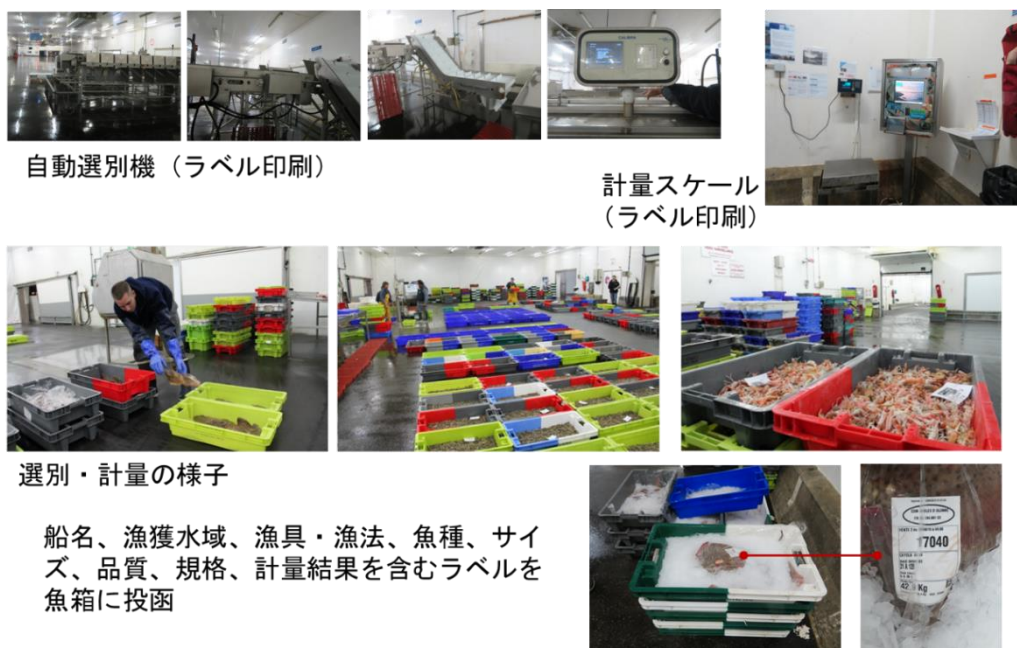 自動選別機（ラベル印刷）
計量スケール
（ラベル印刷）
選別・計量の様子
船名、漁獲水域、漁具・漁法、魚種、サイ
ズ、品質、規格、計量結果を含むラベルを
魚箱に投函
17040
Kg